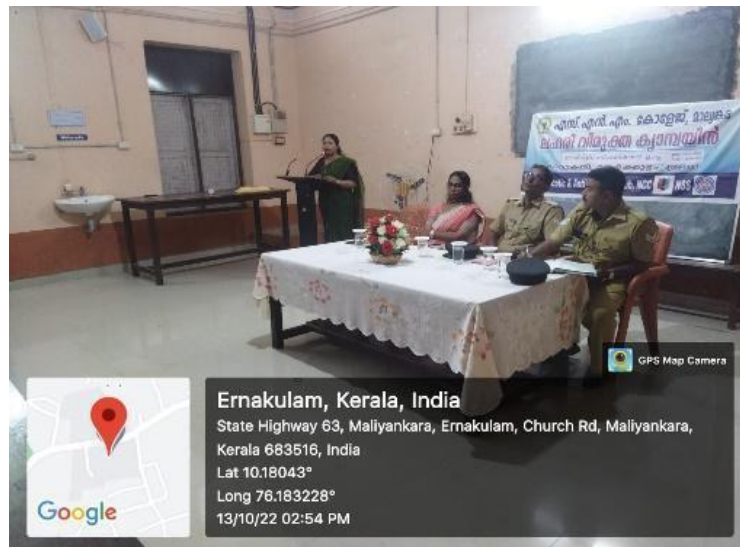 എസ്.എൻ.എം. കോളേജ്, മാല്യങ്കര
ലഹരി വിമുക്ത ക്യാമ്പയിൻ
NCC NSS
GPS Map Camera
Ernakulam, Kerala, India
State Highway 63, Maliyankara, Ernakulam, Church Rd, Maliyankara,
Kerala 683516, India
Lat 10.18043°
Long 76.183228°
13/10/22 02:54 PM
Google